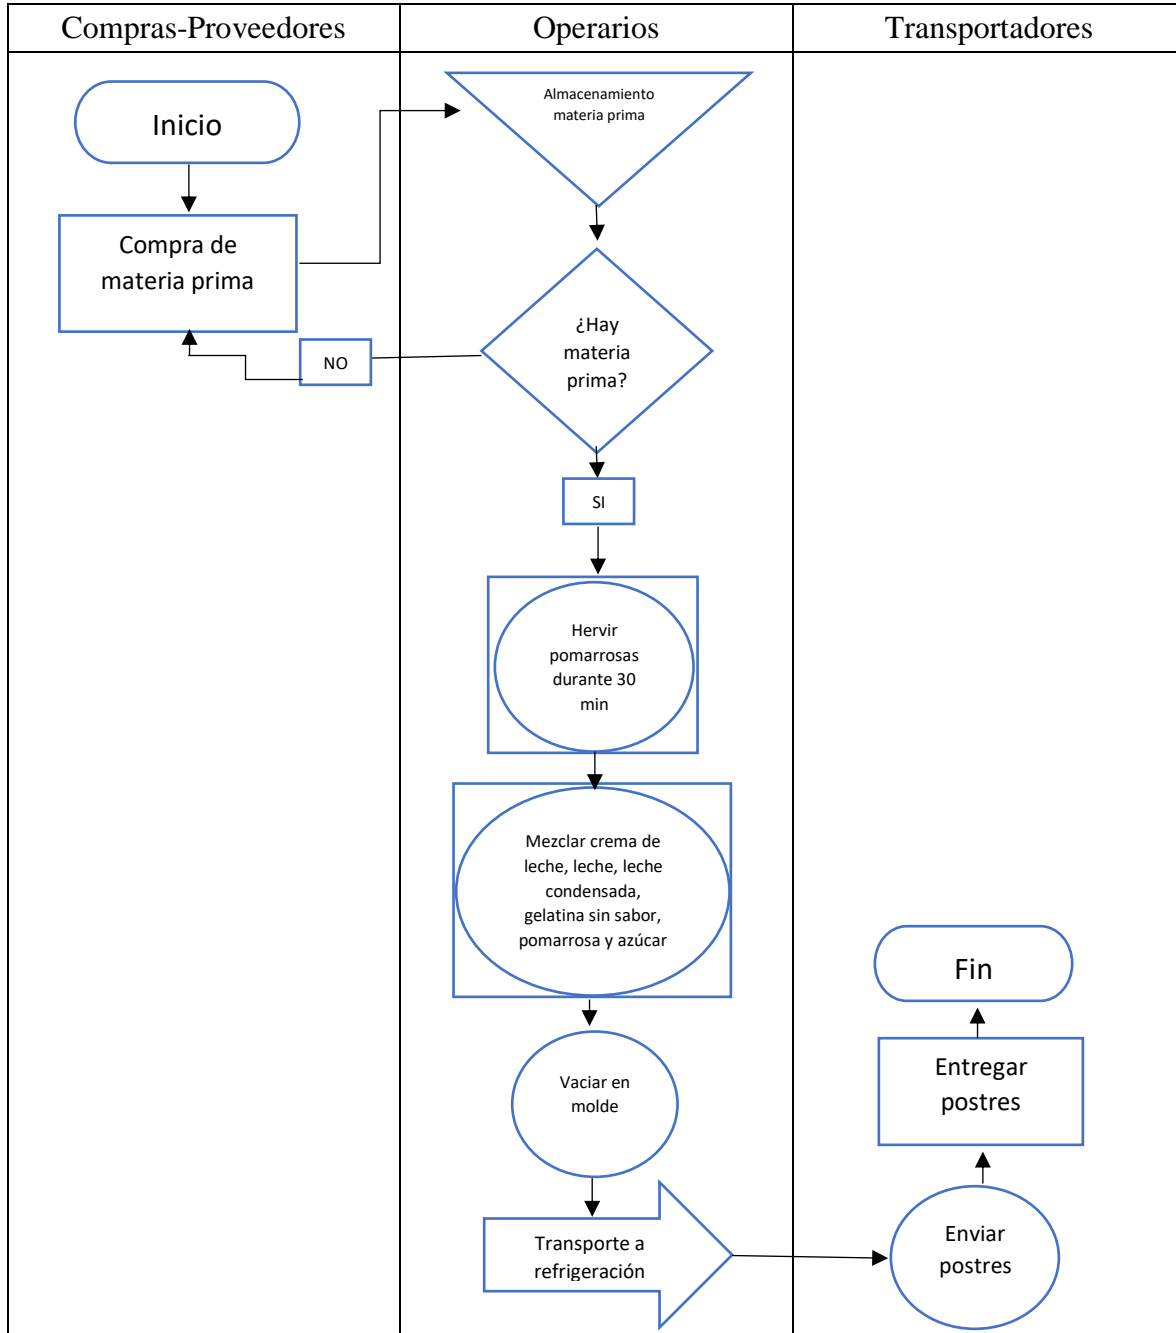 Compras-Proveedores
Operarios
Transportadores
Inicio
Compra de
materia prima
Almacenamiento
materia prima
¿Hay
materia
prima?
NO
SI
Hervir
pomarrosas
durante 30
min
Mezclar crema de
leche, leche, leche
condensada,
gelatina sin sabor,
pomarrosa y azúcar
Vaciar en
molde
Transporte a
refrigeración
Enviar
postres
Entregar
postres
Fin